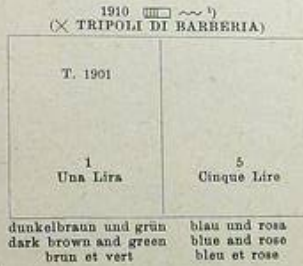 1910 ¹)
(✕ TRIPOLI DI BARBERIA)
T. 1901
1
Una Lira
5
Cinque Lire
dunkelbraun und grün
dark brown and green
brun et vert
blau und rosa
blue and rose
bleu et rose